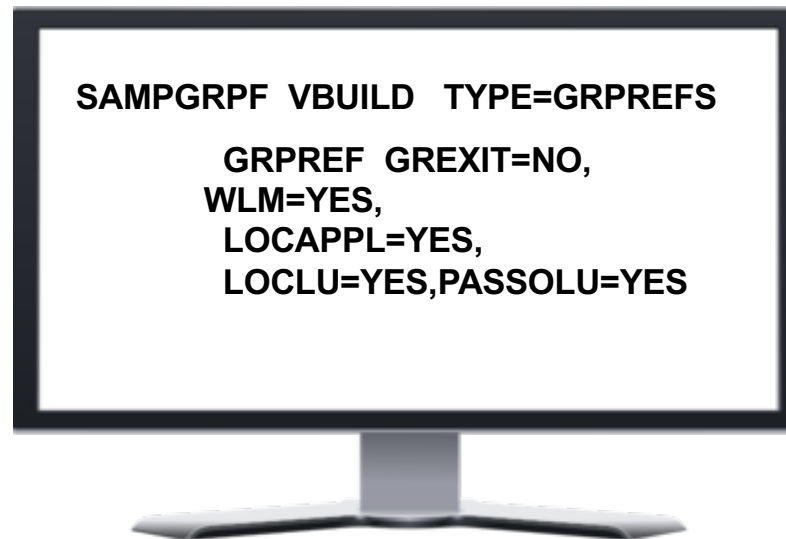 SAMPGRPF VBUILD TYPE=GRPREFS
GRPREF GREXIT=NO,
WLM=YES,
LOCAPPL=YES,
LOCLU=YES,PASSOLU=YES